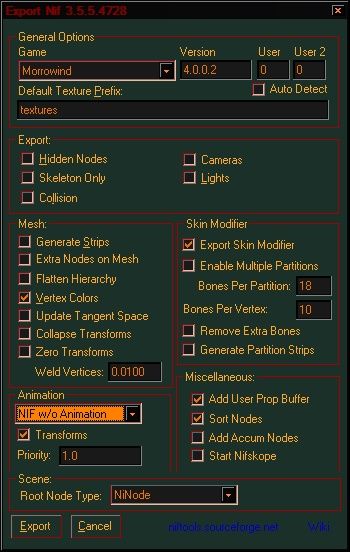 Export Nif 3.5.5.4728
General Options
Game Version User User 2
Morrowind 4.0.0.2 0 0
Default Texture Prefix: Auto Detect
textures
Export:
Hidden Nodes Cameras
Skeleton Only Lights
Collision
Mesh:
Generate Strips
Extra Nodes on Mesh
Flatten Hierarchy
Vertex Colors
Update Tangent Space
Collapse Transforms
Zero Transforms
Weld Vertices: 0.0100
Skin Modifier
Export Skin Modifier
Enable Multiple Partitions
Bones Per Partition: 18
Bones Per Vertex: 10
Remove Extra Bones
Generate Partition Strips
Animation
NIF w/o Animation
Transforms
Priority: 1.0
Miscellaneous:
Add User Prop Buffer
Sort Nodes
Add Accum Nodes
Start Nifskope
Scene:
Root Node Type: NiNode
Export Cancel niftools.sourceforge.net Wiki